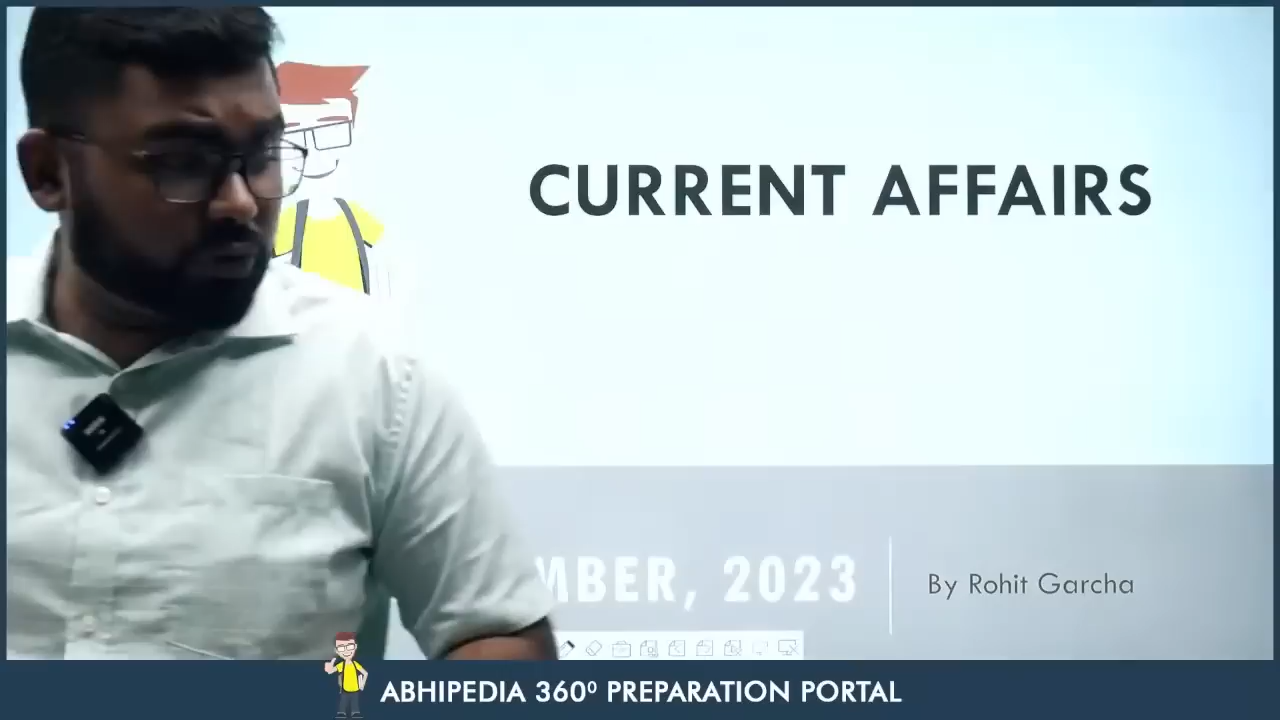 CURRENT AFFAIRS
MBER, 2023
By Rohit Garcha
ABHIPEDIA 360⁰ PREPARATION PORTAL